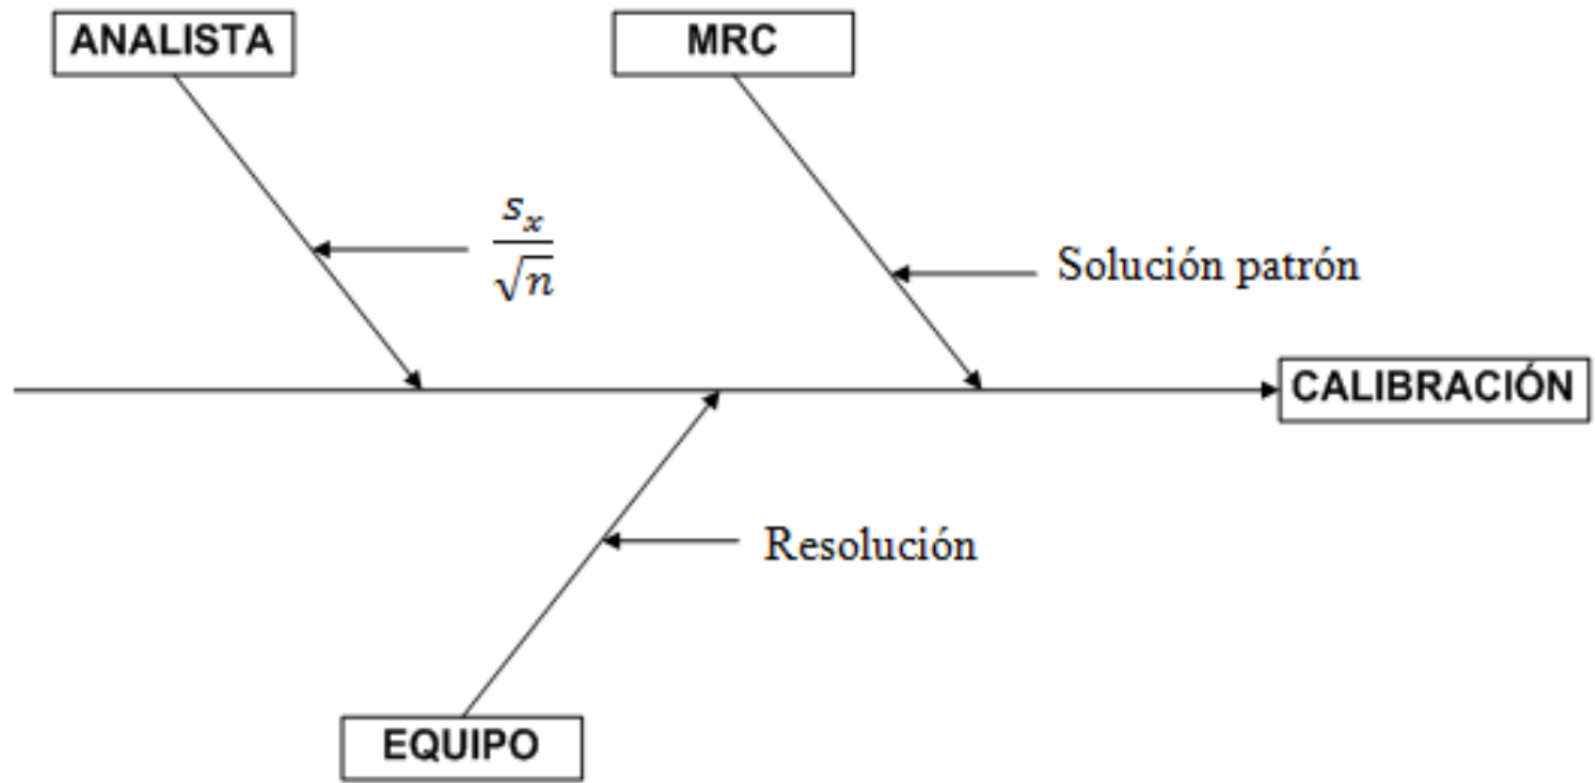 ANALISTA
MRC
s_x
√n
Solución patrón
CALIBRACIÓN
Resolución
EQUIPO